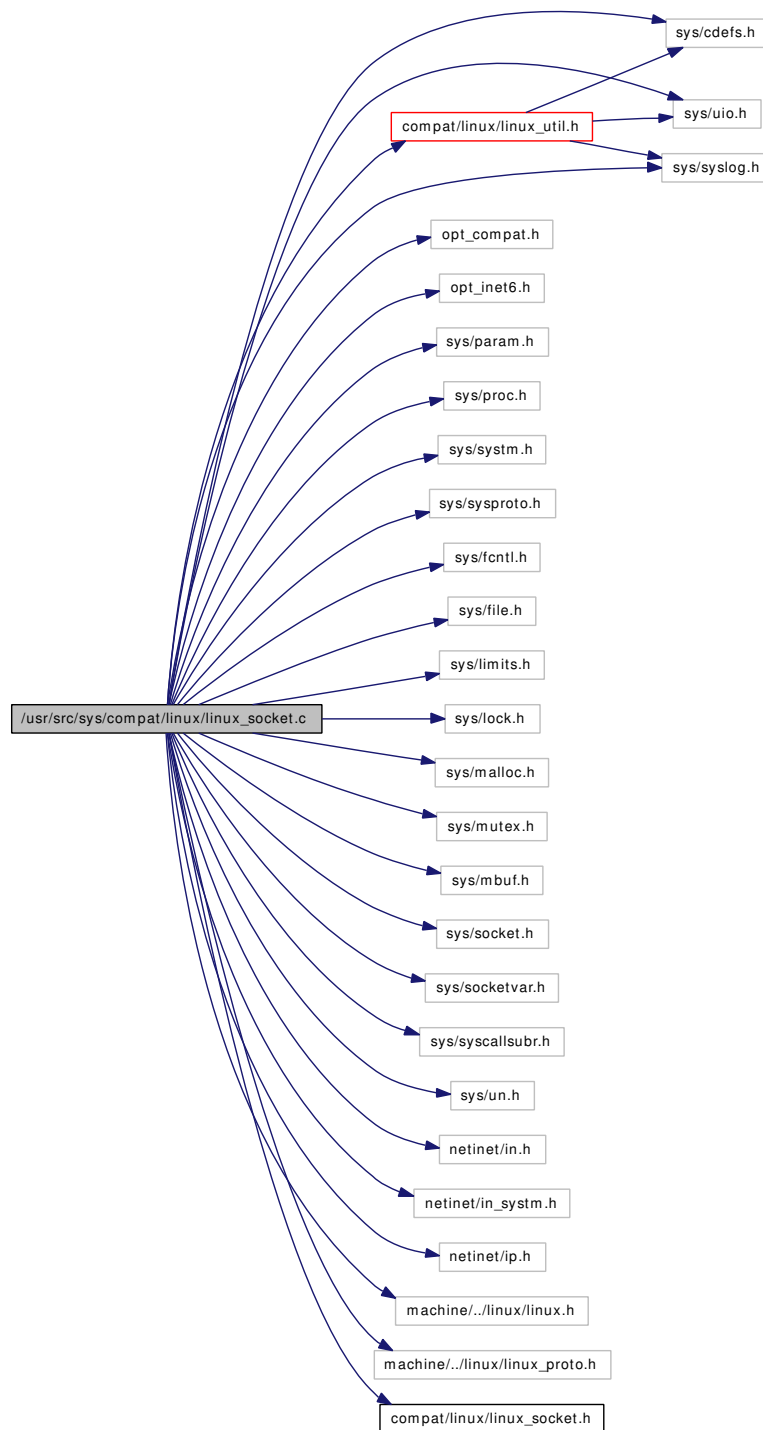 sys/cdefs.h
sys/uio.h
compat/linux/linux_util.h
sys/syslog.h
opt_compat.h
opt_inet6.h
sys/param.h
sys/proc.h
sys/systm.h
sys/sysproto.h
sys/fcntl.h
sys/file.h
sys/limits.h
/usr/src/sys/compat/linux/linux_socket.c
sys/lock.h
sys/malloc.h
sys/mutex.h
sys/mbuf.h
sys/socket.h
sys/socketvar.h
sys/syscallsubr.h
sys/un.h
netinet/in.h
netinet/in_systm.h
netinet/ip.h
machine/../linux/linux.h
machine/../linux/linux_proto.h
compat/linux/linux_socket.h